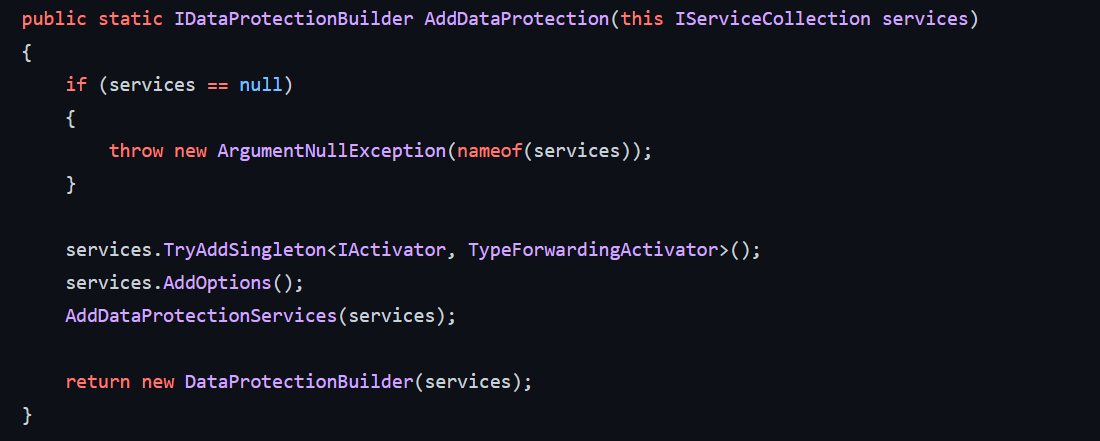 public static IDataProtectionBuilder AddDataProtection(this IServiceCollection services)
{
    if (services == null)
    {
        throw new ArgumentNullException(nameof(services));
    }

    services.TryAddSingleton<IActivator, TypeForwardingActivator>();
    services.AddOptions();
    AddDataProtectionServices(services);

    return new DataProtectionBuilder(services);
}